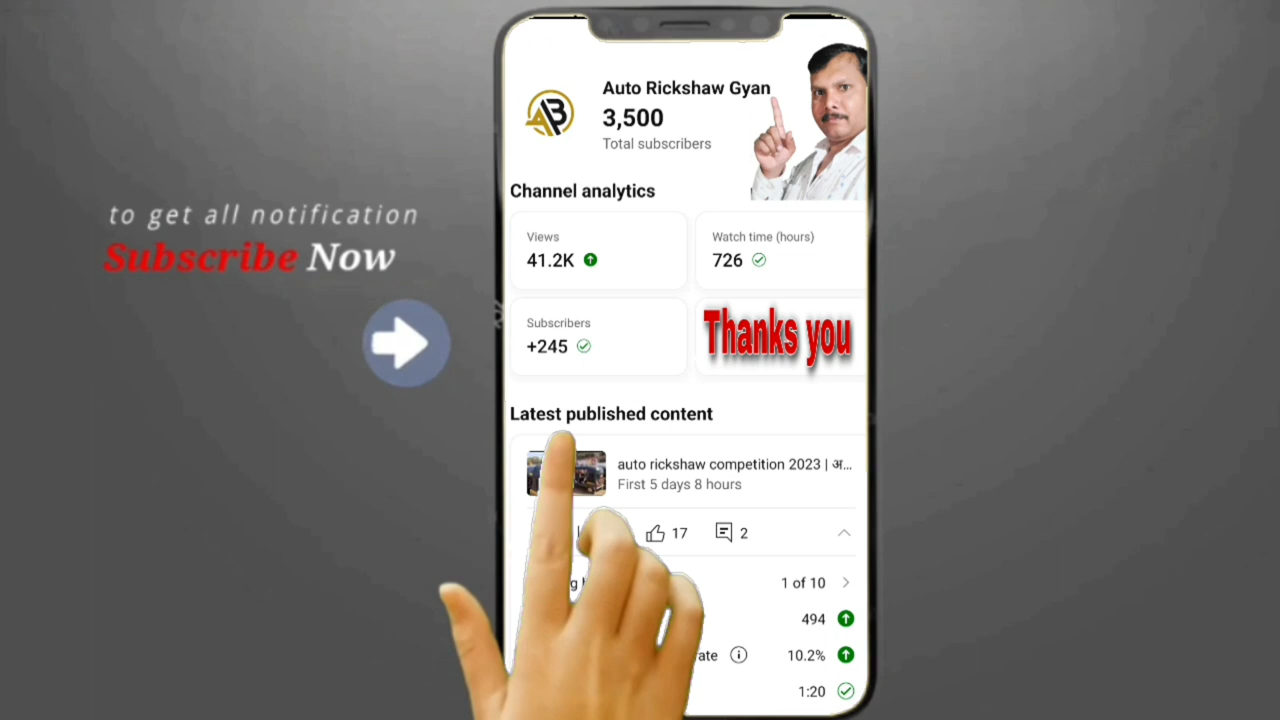 to get all notification
Subscribe Now
Auto Rickshaw Gyan
3,500
Total subscribers
Channel analytics
Views
41.2K
Watch time (hours)
726
Subscribers
+245
Thanks you
Latest published content
auto rickshaw competition 2023 | अ...
First 5 days 8 hours
17
2
1 of 10
494
10.2%
1:20